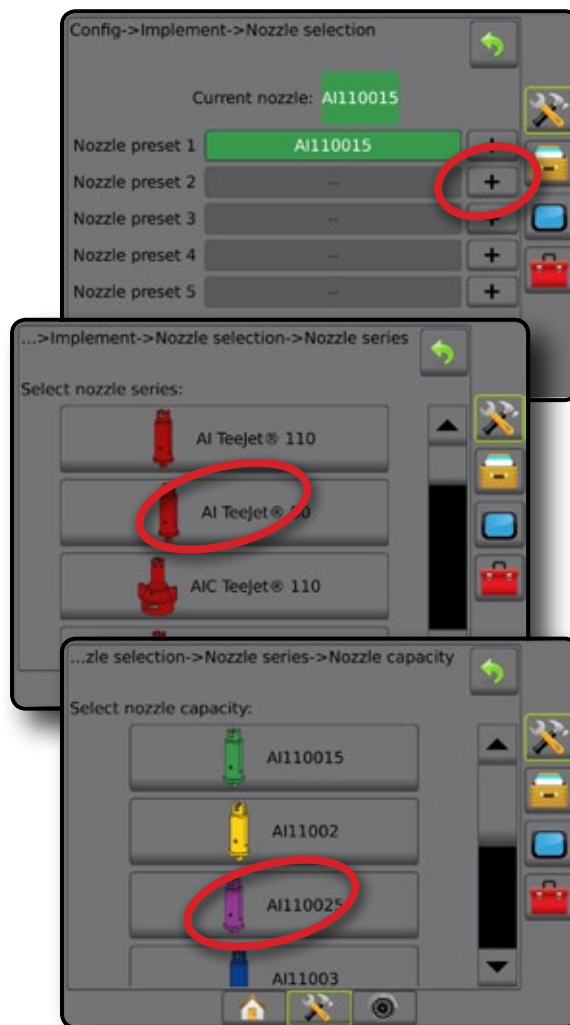 Config->Implement->Nozzle selection
Current nozzle: AI110015
Nozzle preset 1 AI110015 +
Nozzle preset 2 -- +
Nozzle preset 3 -- +
Nozzle preset 4 -- +
Nozzle preset 5 -- +
...>Implement->Nozzle selection->Nozzle series
Select nozzle series:
AI TeeJet® 110
AI TeeJet® 80
AIC TeeJet® 110
...zle selection->Nozzle series->Nozzle capacity
Select nozzle capacity:
AI110015
AI11002
AI110025
AI11003